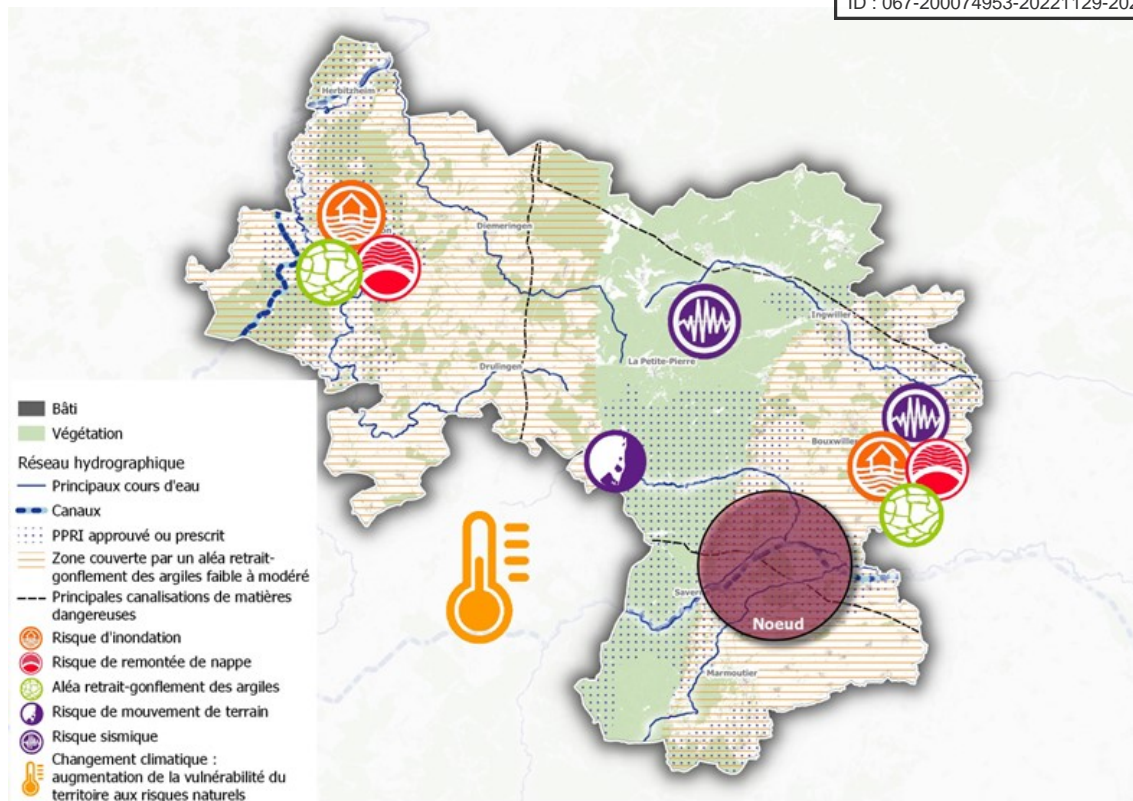 ID : 067-200074953-20221129-202
Herbitzheim
Diemeringen
Ingwiller
La Petite-Pierre
Drulingen
Bouxwiller
Noeud
Marmoutier
Bâti
Végétation
Réseau hydrographique
Principaux cours d'eau
Canaux
PPRI approuvé ou prescrit
Zone couverte par un aléa retrait-
gonflement des argiles faible à modéré
Principales canalisations de matières
dangereuses
Risque d'inondation
Risque de remontée de nappe
Aléa retrait-gonflement des argiles
Risque de mouvement de terrain
Risque sismique
Changement climatique :
augmentation de la vulnérabilité du
territoire aux risques naturels